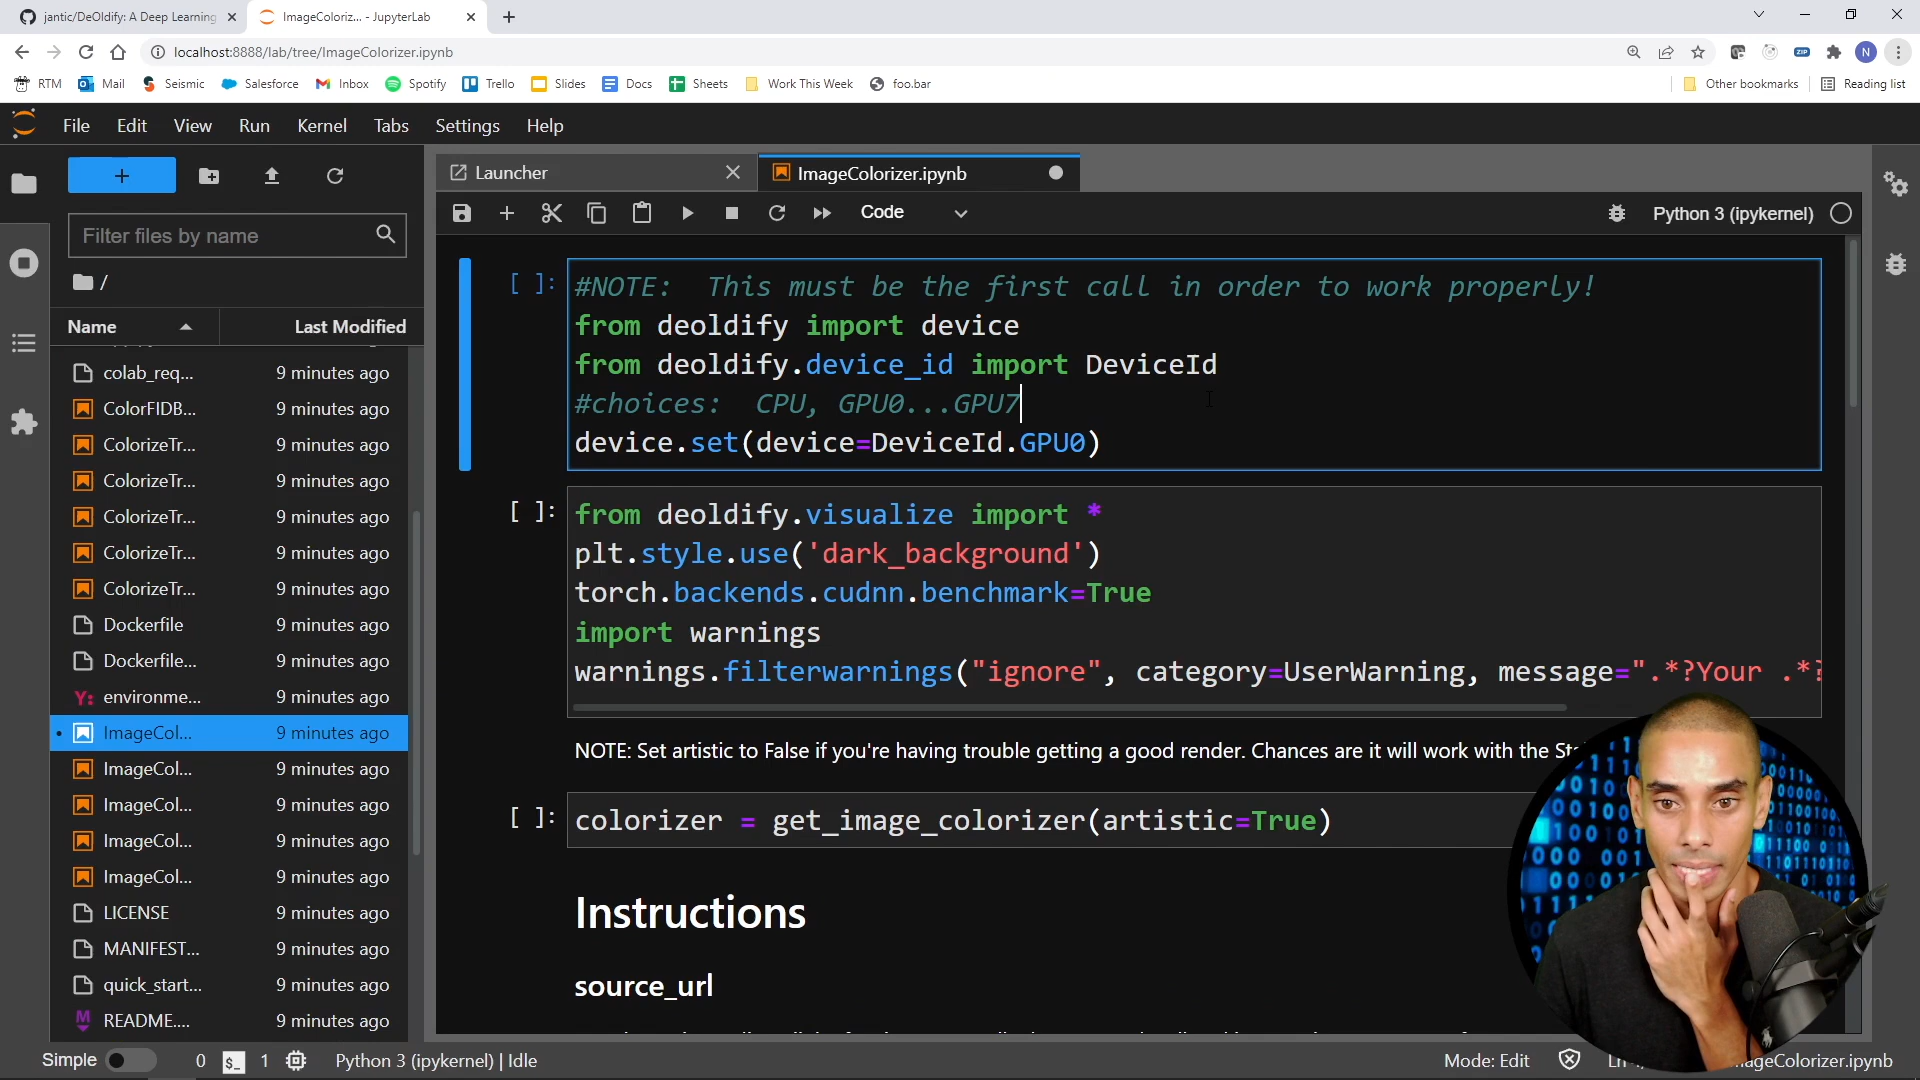 jantic/DeOldify: A Deep Learning
ImageColoriz... - JupyterLab
localhost:8888/lab/tree/ImageColorizer.ipynb
ZIP
N
RTM
Mail
Seismic
Salesforce
Inbox
Spotify
Trello
Slides
Docs
Sheets
Work This Week
foo.bar
Other bookmarks
Reading list
File Edit View Run Kernel Tabs Settings Help
Launcher
ImageColorizer.ipynb
Code
Python 3 (ipykernel)
Filter files by name
/
Name
Last Modified
colab_req... 9 minutes ago
ColorFIDB... 9 minutes ago
ColorizeTr... 9 minutes ago
ColorizeTr... 9 minutes ago
ColorizeTr... 9 minutes ago
ColorizeTr... 9 minutes ago
ColorizeTr... 9 minutes ago
Dockerfile 9 minutes ago
Dockerfile... 9 minutes ago
Y: environme... 9 minutes ago
ImageCol... 9 minutes ago
ImageCol... 9 minutes ago
ImageCol... 9 minutes ago
ImageCol... 9 minutes ago
ImageCol... 9 minutes ago
LICENSE 9 minutes ago
MANIFEST... 9 minutes ago
quick_start... 9 minutes ago
README.... 9 minutes ago
[ ]: #NOTE:  This must be the first call in order to work properly!
from deoldify import device
from deoldify.device_id import DeviceId
#choices:  CPU, GPU0...GPU7
device.set(device=DeviceId.GPU0)
[ ]: from deoldify.visualize import *
plt.style.use('dark_background')
torch.backends.cudnn.benchmark=True
import warnings
warnings.filterwarnings("ignore", category=UserWarning, message=".*?Your .*?
NOTE: Set artistic to False if you're having trouble getting a good render. Chances are it will work with the
[ ]: colorizer = get_image_colorizer(artistic=True)
Instructions
source_url
Simple
0
$_
1
Python 3 (ipykernel) | Idle
Mode: Edit
ageColorizer.ipynb